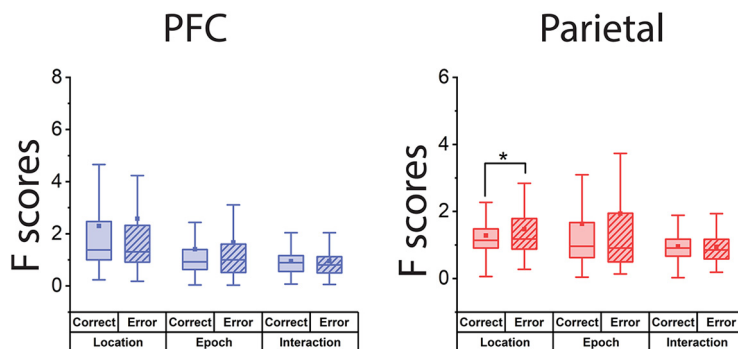 PFC
F scores
8
6
4
2
0
Correct Error Correct Error Correct Error
Location Epoch Interaction
Parietal
F scores
6
4
2
0
*
Correct Error Correct Error Correct Error
Location Epoch Interaction